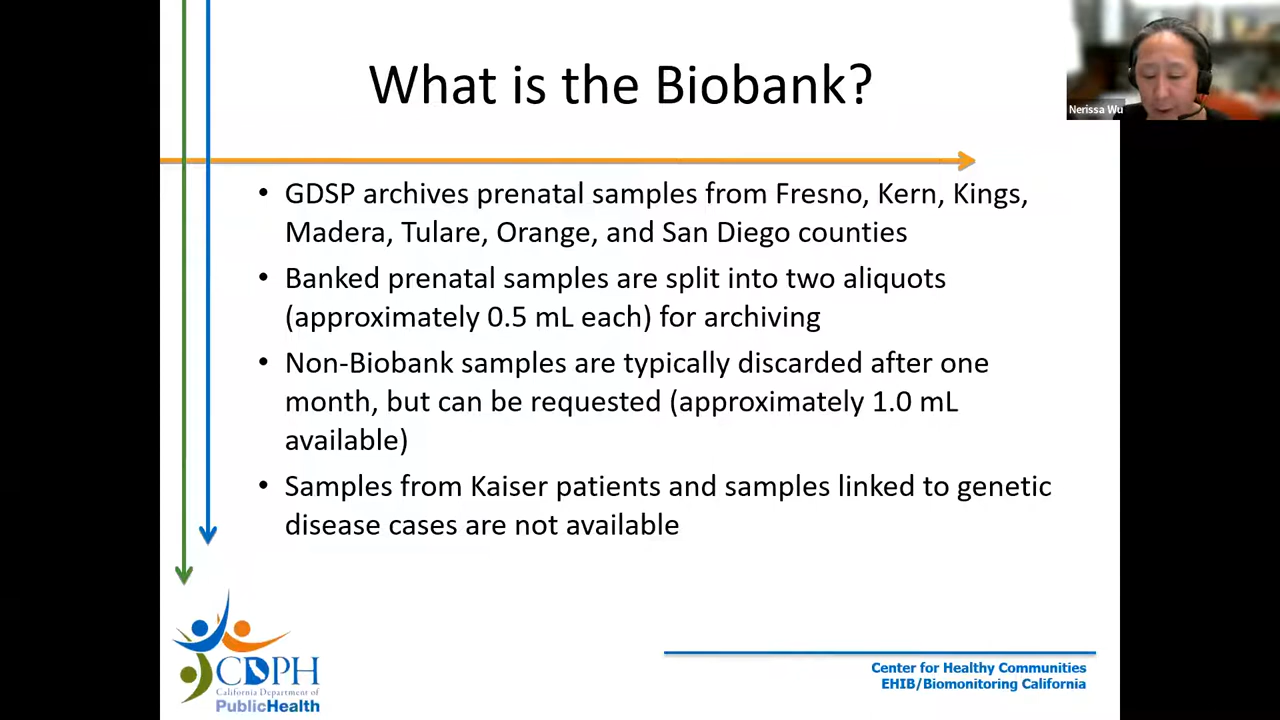 What is the Biobank?
Nerissa Wu
• GDSP archives prenatal samples from Fresno, Kern, Kings,
Madera, Tulare, Orange, and San Diego counties
• Banked prenatal samples are split into two aliquots
(approximately 0.5 mL each) for archiving
• Non-Biobank samples are typically discarded after one
month, but can be requested (approximately 1.0 mL
available)
• Samples from Kaiser patients and samples linked to genetic
disease cases are not available
CDPH
California Department of
PublicHealth
Center for Healthy Communities
EHIB/Biomonitoring California